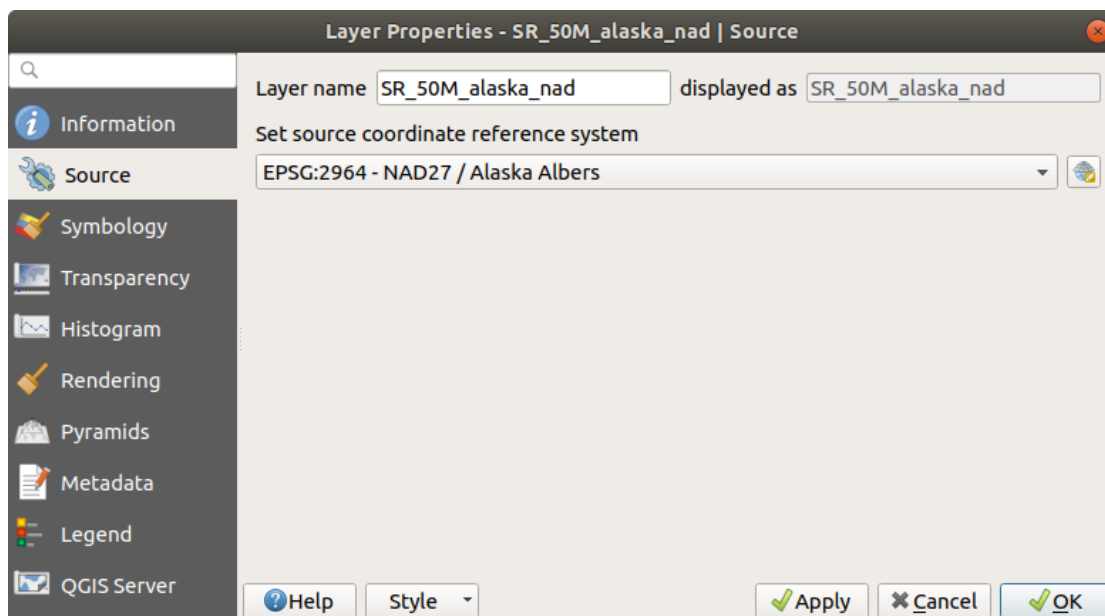 Layer Properties - SR_50M_alaska_nad | Source
Layer name SR_50M_alaska_nad displayed as SR_50M_alaska_nad
Set source coordinate reference system
EPSG:2964 - NAD27 / Alaska Albers
Information
Source
Symbology
Transparency
Histogram
Rendering
Pyramids
Metadata
Legend
QGIS Server
Help Style Apply Cancel OK